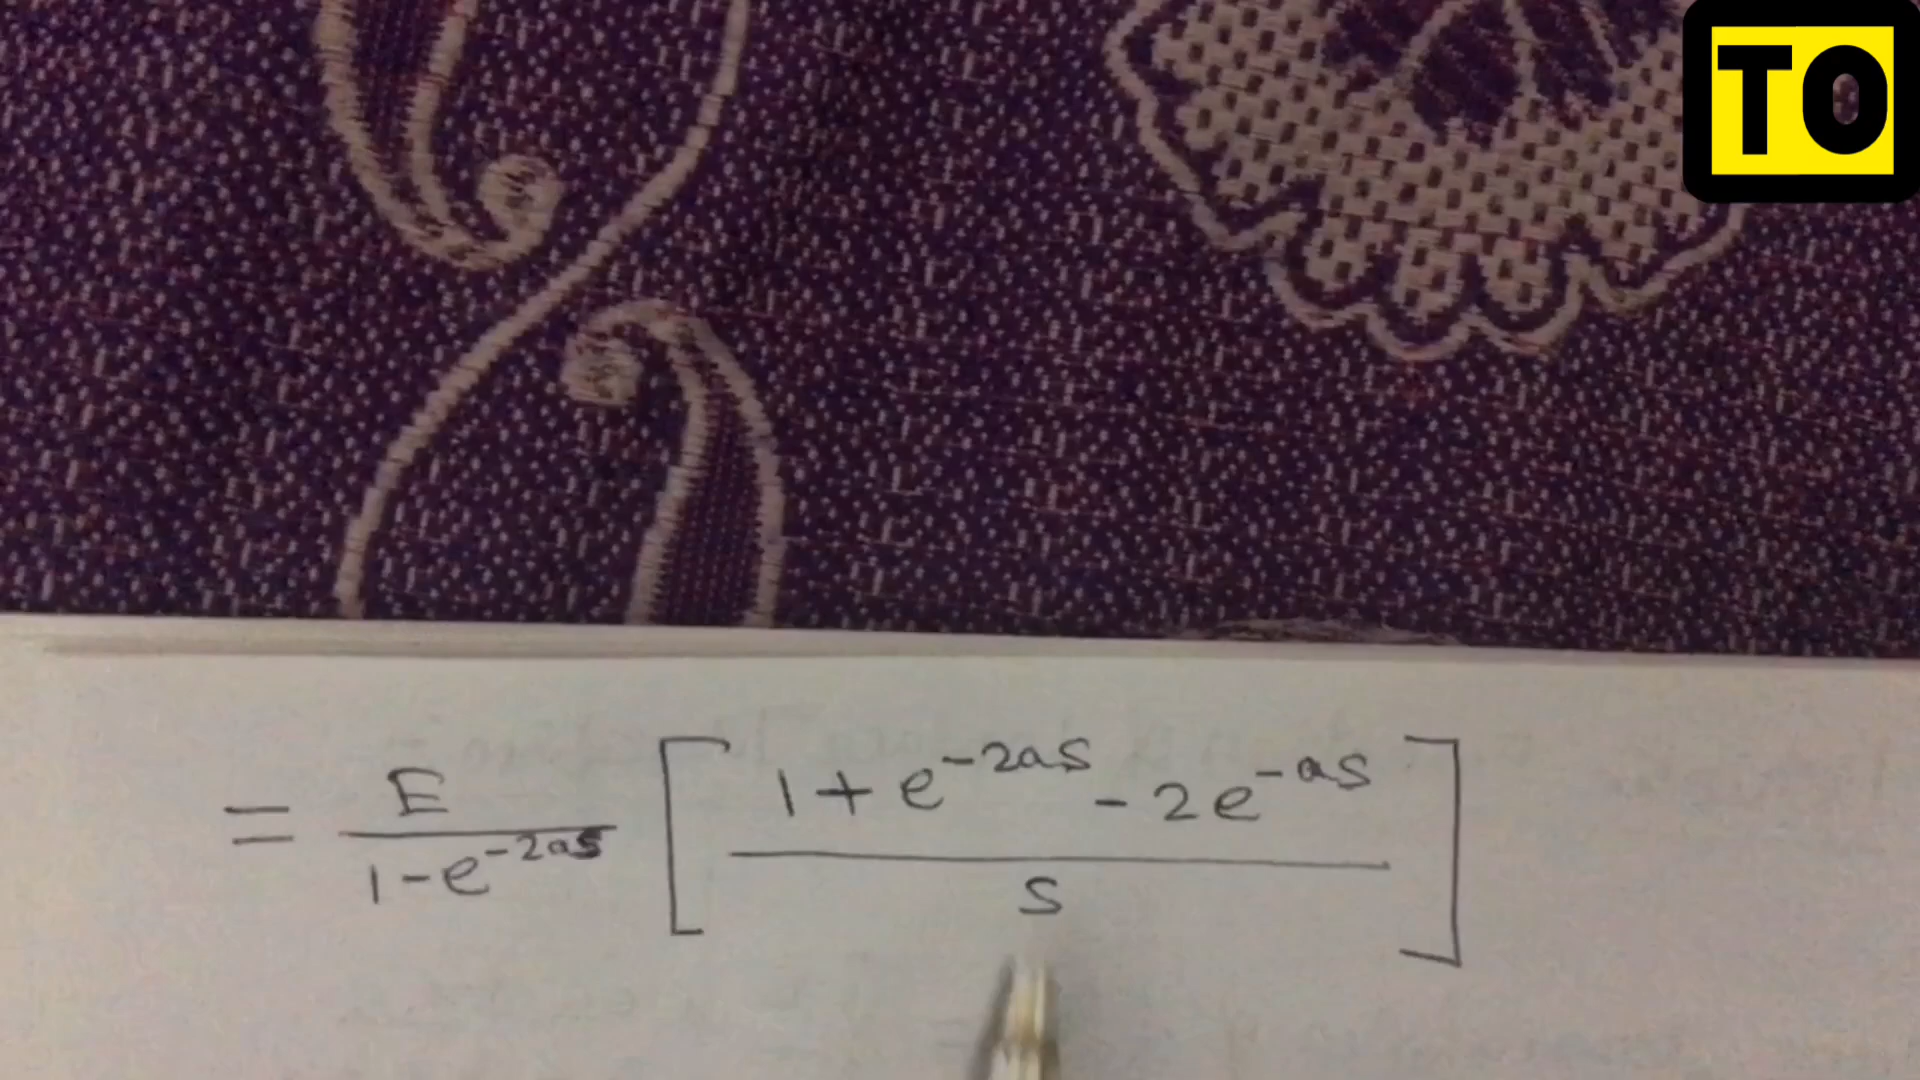 TO
= E / (1 - e^{-2as}) [ (1 + e^{-2as} - 2e^{-as}) / s ]